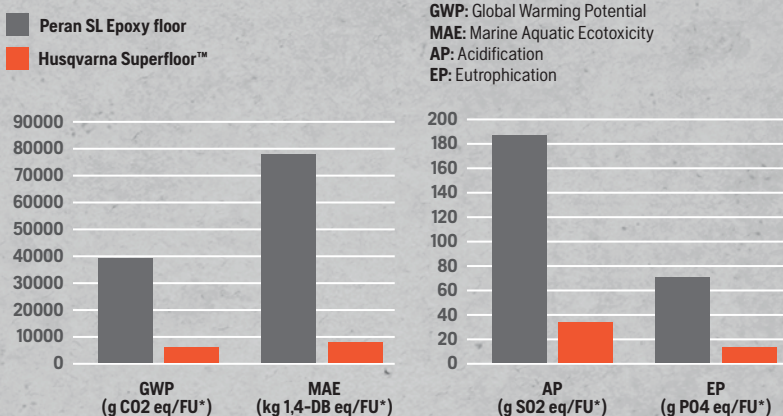 Peran SL Epoxy floor
Husqvarna Superfloor™
GWP: Global Warming Potential
MAE: Marine Aquatic Ecotoxicity
AP: Acidification
EP: Eutrophication
90000
80000
70000
60000
50000
40000
30000
20000
10000
0
GWP
(g CO2 eq/FU*)
MAE
(kg 1,4-DB eq/FU*)
200
180
160
140
120
100
80
60
40
20
0
AP
(g SO2 eq/FU*)
EP
(g PO4 eq/FU*)